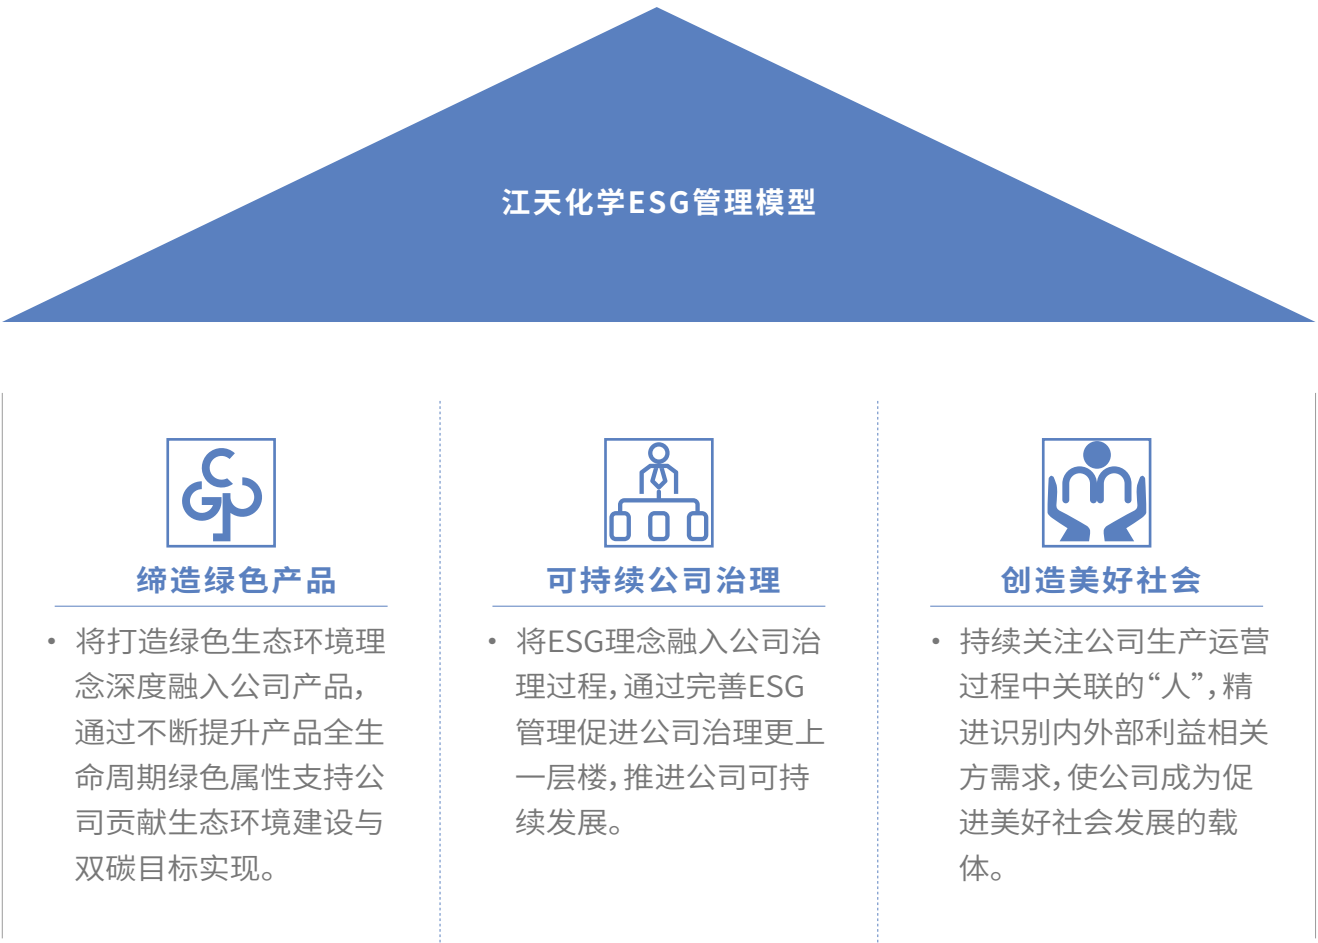 江天化学ESG管理模型
缔造绿色产品
• 将打造绿色生态环境理
念深度融入公司产品，
通过不断提升产品全生
命周期绿色属性支持公
司贡献生态环境建设与
双碳目标实现。
可持续公司治理
• 将ESG理念融入公司治
理过程，通过完善ESG
管理促进公司治理更上
一层楼，推进公司可持
续发展。
创造美好社会
• 持续关注公司生产运营
过程中关联的“人”，精
进识别内外部利益相关
方需求，使公司成为促
进美好社会发展的载
体。